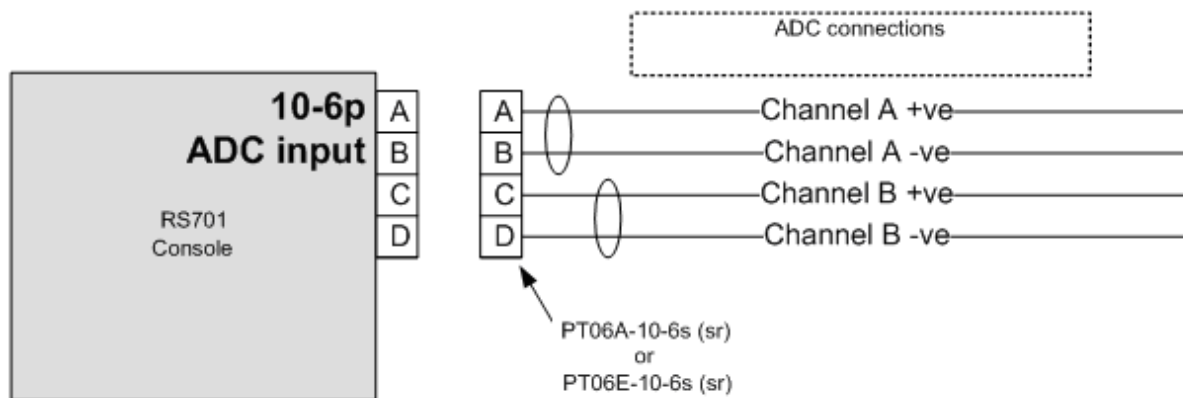 ADC connections
10-6p
ADC input
RS701
Console
A
B
C
D
A
B
C
D
Channel A +ve
Channel A -ve
Channel B +ve
Channel B -ve
PT06A-10-6s (sr)
or
PT06E-10-6s (sr)